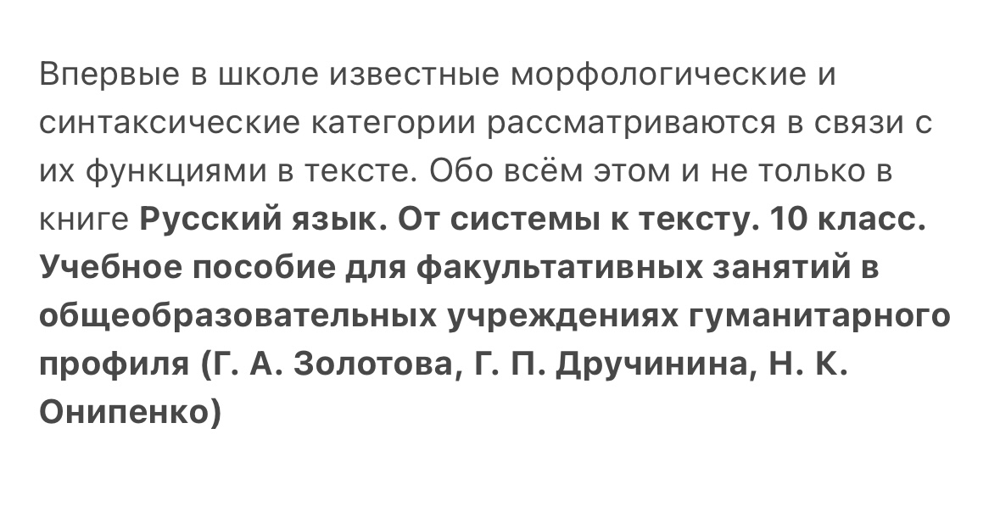 Впервые в школе известные морфологические и
синтаксические категории рассматриваются в связи с
их функциями в тексте. Обо всём этом и не только в
книге Русский язык. От системы к тексту. 10 класс.
Учебное пособие для факультативных занятий в
общеобразовательных учреждениях гуманитарного
профиля (Г. А. Золотова, Г. П. Дручинина, Н. К.
Онипенко)